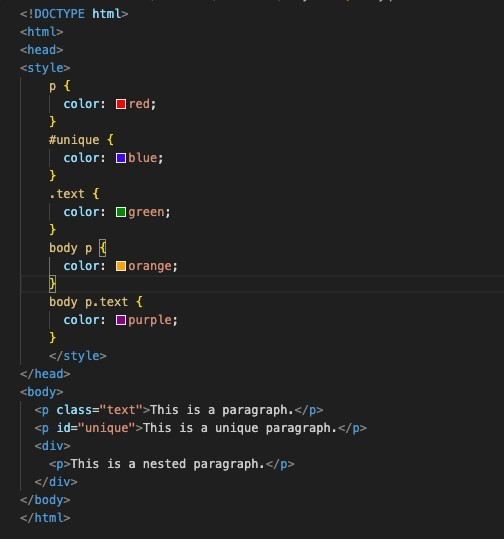 <!DOCTYPE html>
<html>
<head>
<style>
    p {
      color: red;
    }
    #unique {
      color: blue;
    }
    .text {
      color: green;
    }
    body p {
      color: orange;
    }
    body p.text {
      color: purple;
    }
    </style>
</head>
<body>
  <p class="text">This is a paragraph.</p>
  <p id="unique">This is a unique paragraph.</p>
  <div>
    <p>This is a nested paragraph.</p>
  </div>
</body>
</html>